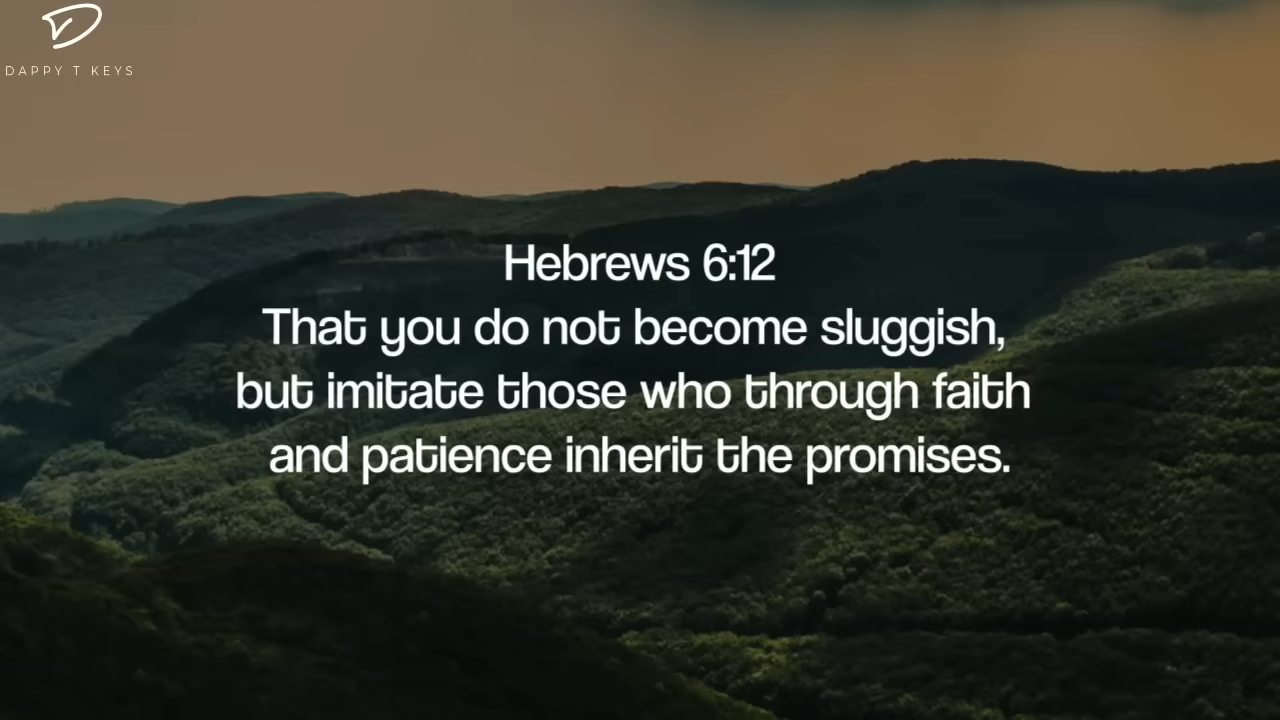 DAPPY T KEYS
Hebrews 6:12
That you do not become sluggish,
but imitate those who through faith
and patience inherit the promises.